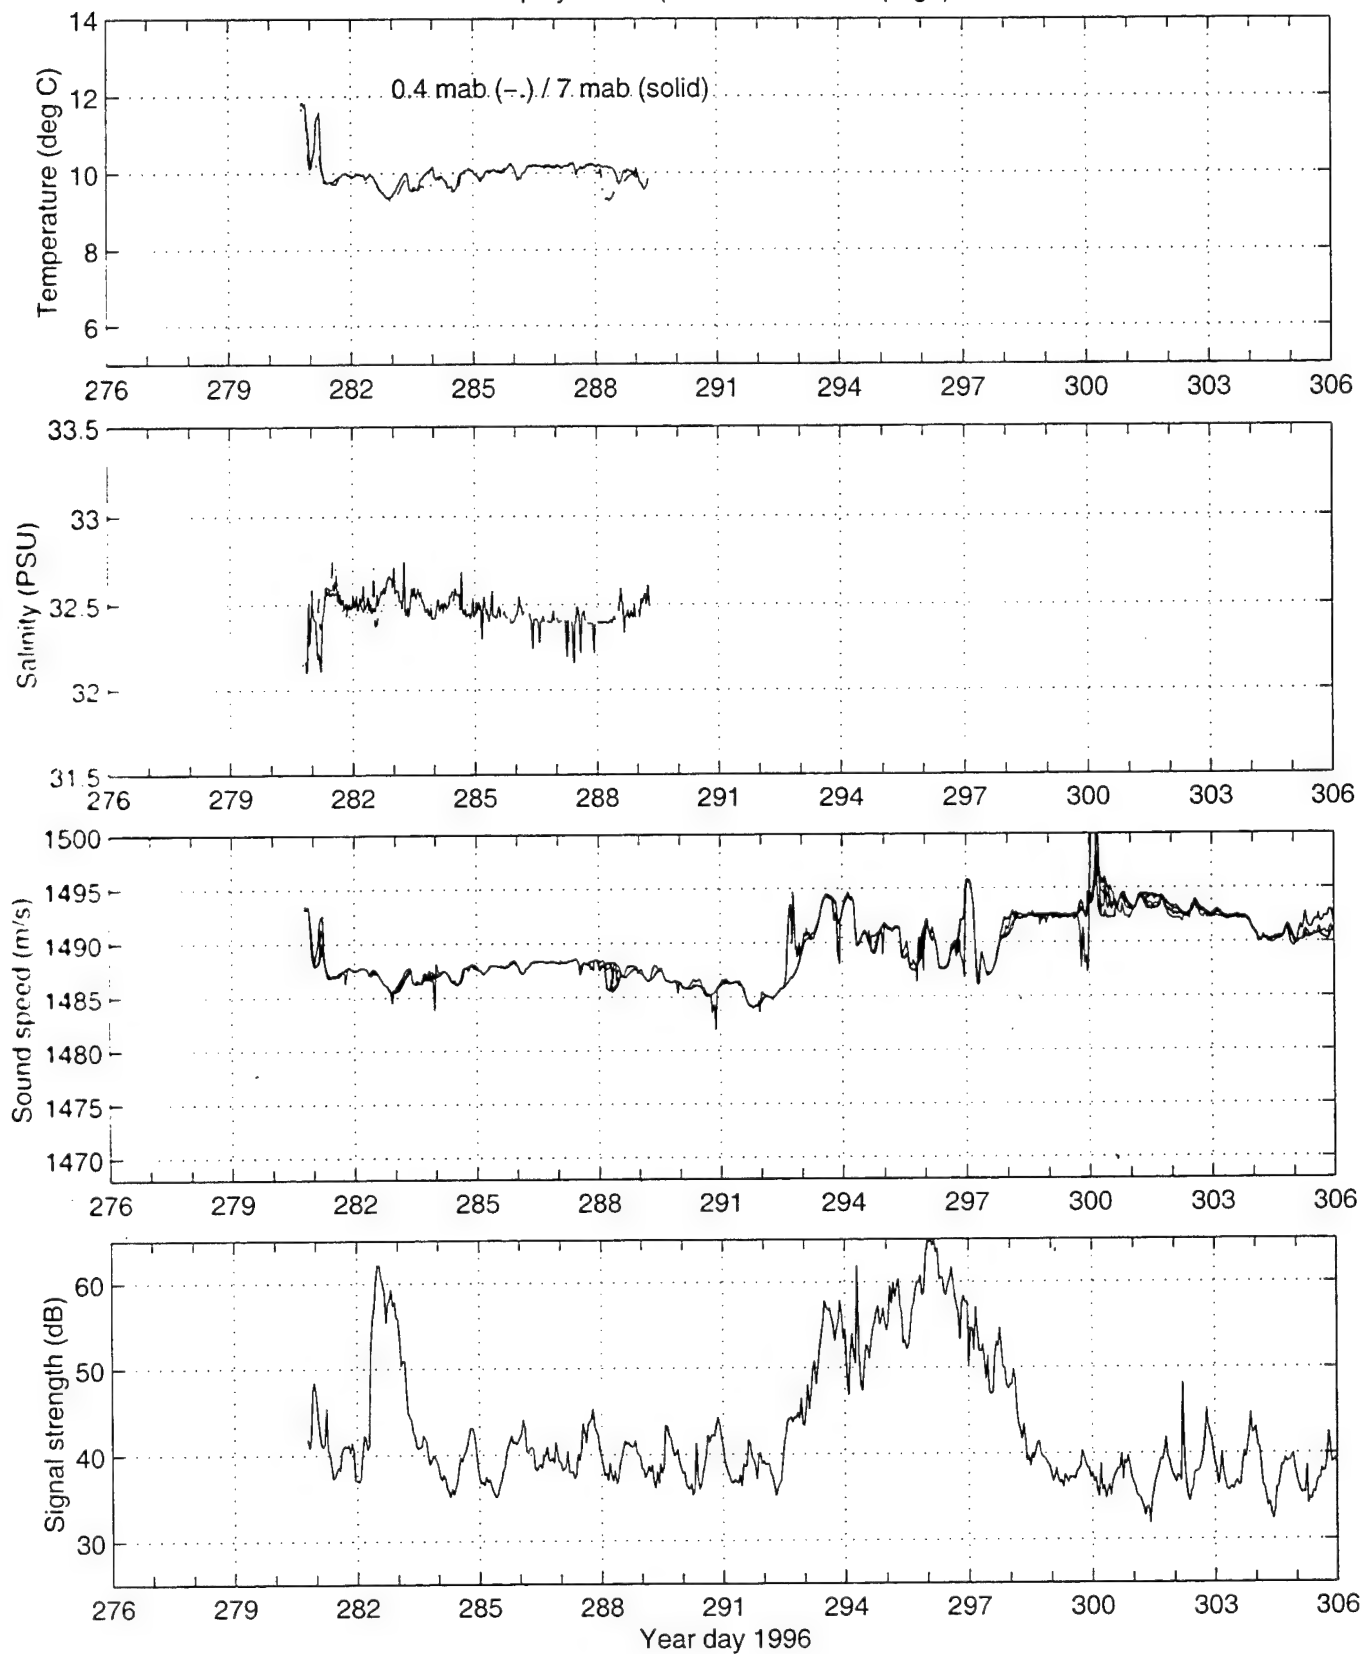 14
12
10
8
6
Temperature (deg C)
0.4 mab (-.) / 7 mab (solid)
276 279 282 285 288 291 294 297 300 303 306
33.5
33
32.5
32
31.5
Salinity (PSU)
276 279 282 285 288 291 294 297 300 303 306
1500
1495
1490
1485
1480
1475
1470
Sound speed (m/s)
276 279 282 285 288 291 294 297 300 303 306
60
50
40
30
Signal strength (dB)
276 279 282 285 288 291 294 297 300 303 306
Year day 1996